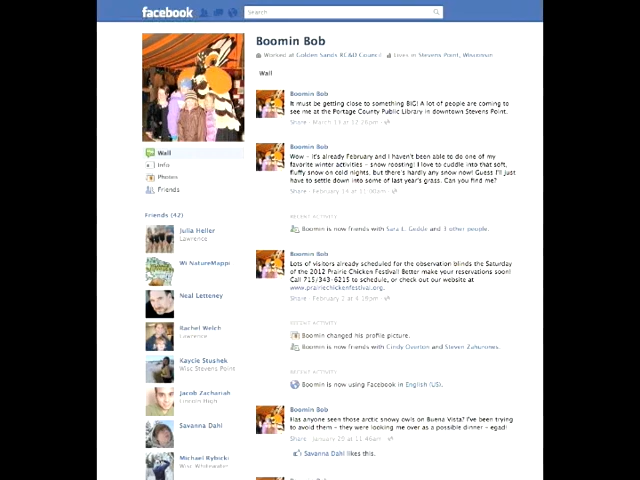 facebook
Search
Boomin Bob
Worked at Golden Sands RC&D Council Lives in Stevens Point, Wisconsin
Wall
Boomin Bob
It must be getting close to something BIG! A lot of people are coming to
see me at the Portage County Public Library in downtown Stevens Point.
Share · March 19 at 12:26pm
Wall
Info
Photos
Friends
Boomin Bob
Wow - it's already February and I haven't been able to do one of my
favorite winter activities - snow roosting! I love to cuddle into that soft,
fluffy snow on cold nights, but there's hardly any snow now! Guess I'll just
have to settle down into some of last year's grass. Can you find me?
Share · February 14 at 11:00am
RECENT ACTIVITY
Boomin is now friends with Sara L. Gedde and 3 other people.
Friends (42)
Julia Heller
Lawrence
Wi NatureMappi
Neal Letteney
Rachel Welch
Lawrence
Kaycie Stushek
Wisc Stevens Point
Jacob Zachariah
Lincoln High
Savanna Dahl
Michael
Wisc Whitewater
Boomin Bob
Lots of visitors already scheduled for the observation blinds the Saturday
of the 2012 Prairie Chicken Festival! Better make your reservations soon!
Call 715/343-6215 to schedule, or check out our website at
www.prairiechickenfestival.org.
Share · February 2 at 4:19pm
RECENT ACTIVITY
Boomin changed his profile picture.
Boomin is now friends with Cindy and Steven
RECENT ACTIVITY
Boomin is now using Facebook in English (US).
Boomin Bob
Has anyone seen those arctic snowy owls on Buena Vista? I've been trying
to avoid them - they were looking me over as a possible dinner - egad!
Share · January 29 at 11:46am
Savanna Dahl likes this.
Boomin Bob